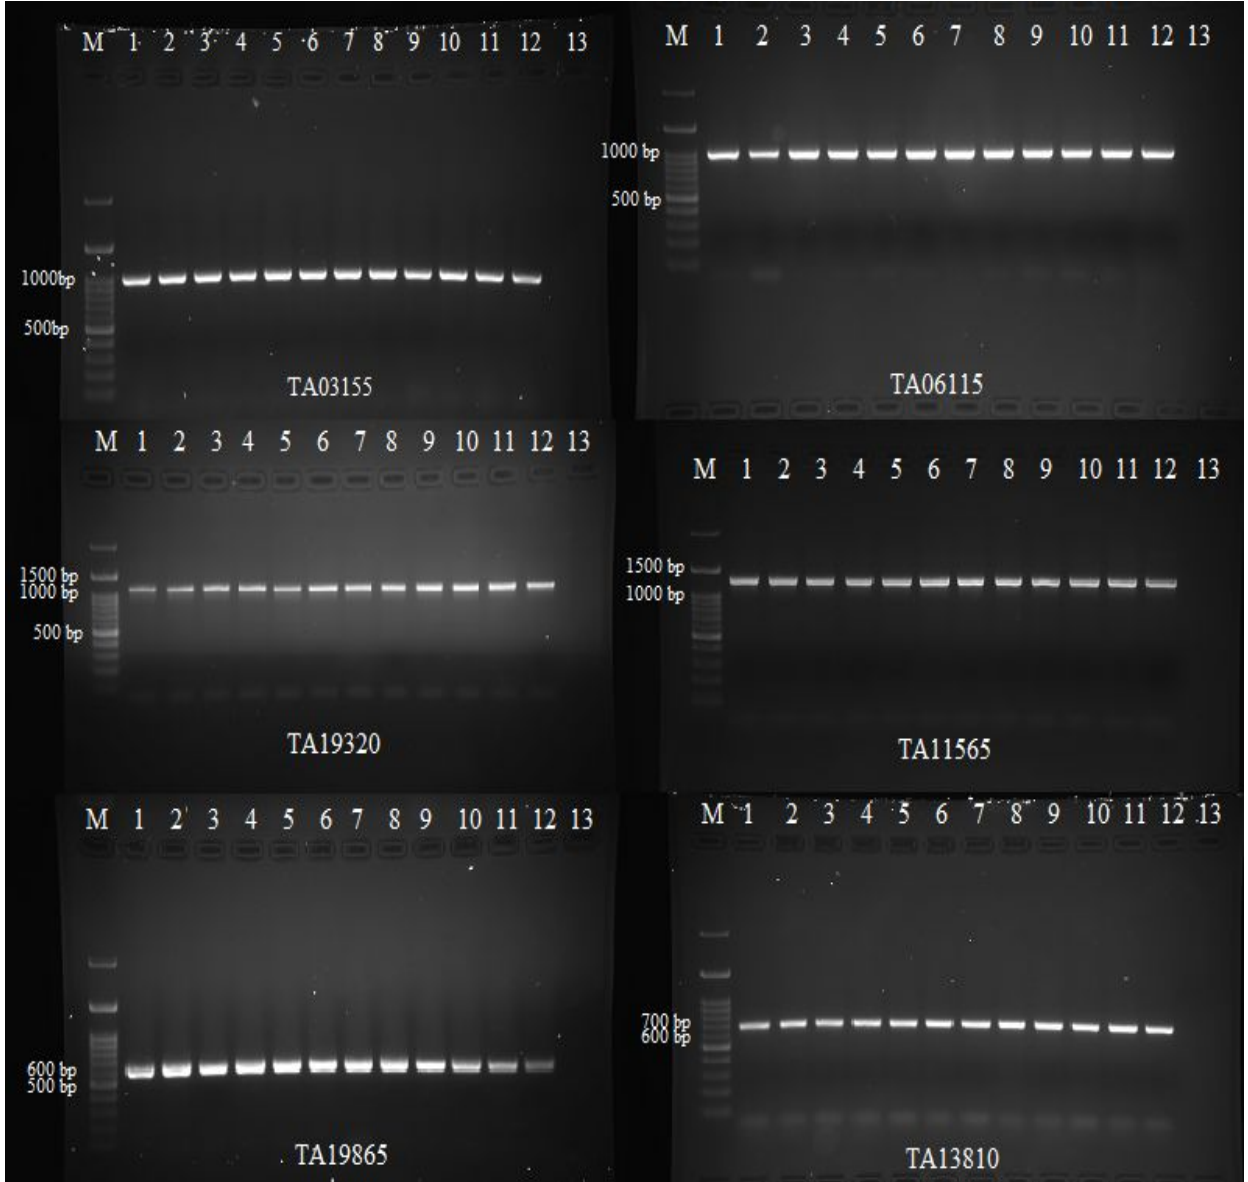 M 1 2 3 4 5 6 7 8 9 10 11 12 13
1000bp
500bp
TA03155
M 1 2 3 4 5 6 7 8 9 10 11 12 13
1000 bp
500 bp
TA06115
M 1 2 3 4 5 6 7 8 9 10 11 12 13
1500 bp
1000 bp
500 bp
TA19320
M 1 2 3 4 5 6 7 8 9 10 11 12 13
1500 bp
1000 bp
TA11565
M 1 2 3 4 5 6 7 8 9 10 11 12 13
600 bp
500 bp
TA19865
M 1 2 3 4 5 6 7 8 9 10 11 12 13
700 bp
600 bp
TA13810